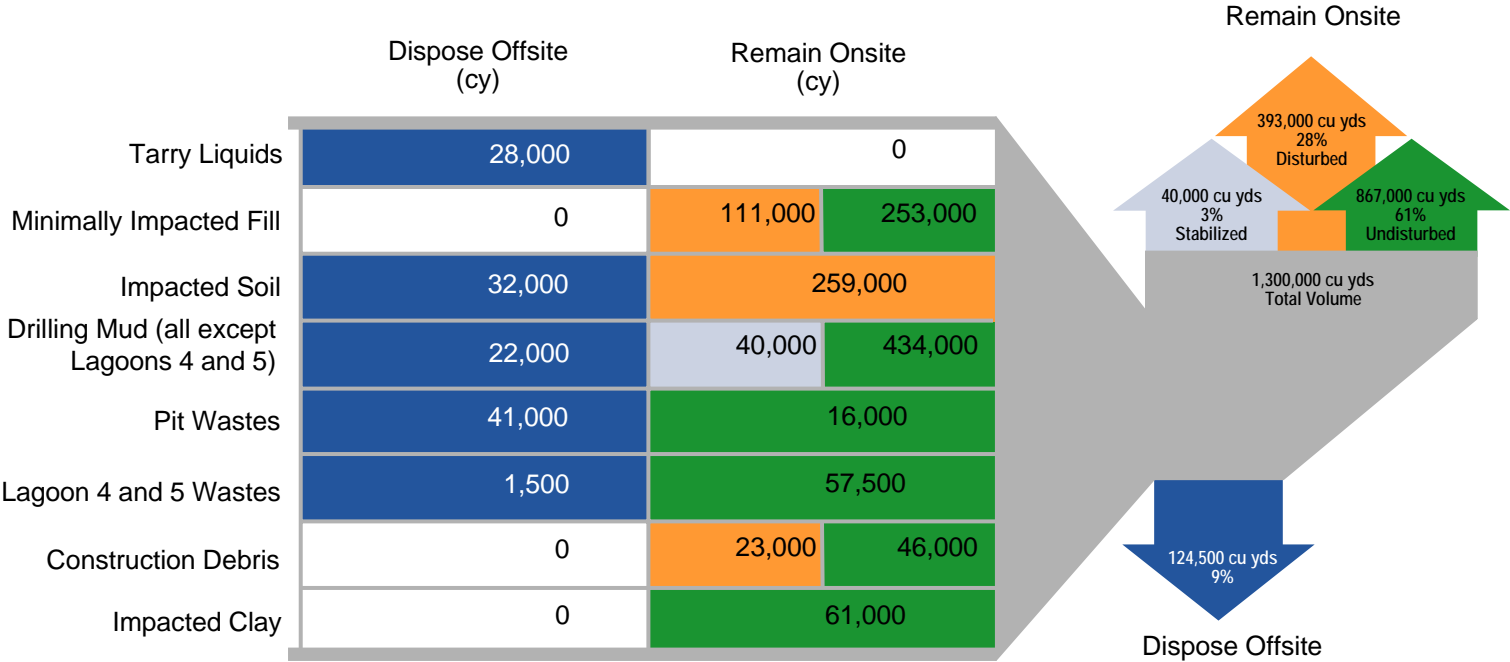 Dispose Offsite
(cy)
Remain Onsite
(cy)
Tarry Liquids
28,000
0
Minimally Impacted Fill
0
111,000
253,000
Impacted Soil
32,000
259,000
Drilling Mud (all except
Lagoons 4 and 5)
22,000
40,000
434,000
Pit Wastes
41,000
16,000
Lagoon 4 and 5 Wastes
1,500
57,500
Construction Debris
0
23,000
46,000
Impacted Clay
0
61,000
Remain Onsite
393,000 cu yds
28%
Disturbed
40,000 cu yds
3%
Stabilized
867,000 cu yds
61%
Undisturbed
1,300,000 cu yds
Total Volume
124,500 cu yds
9%
Dispose Offsite